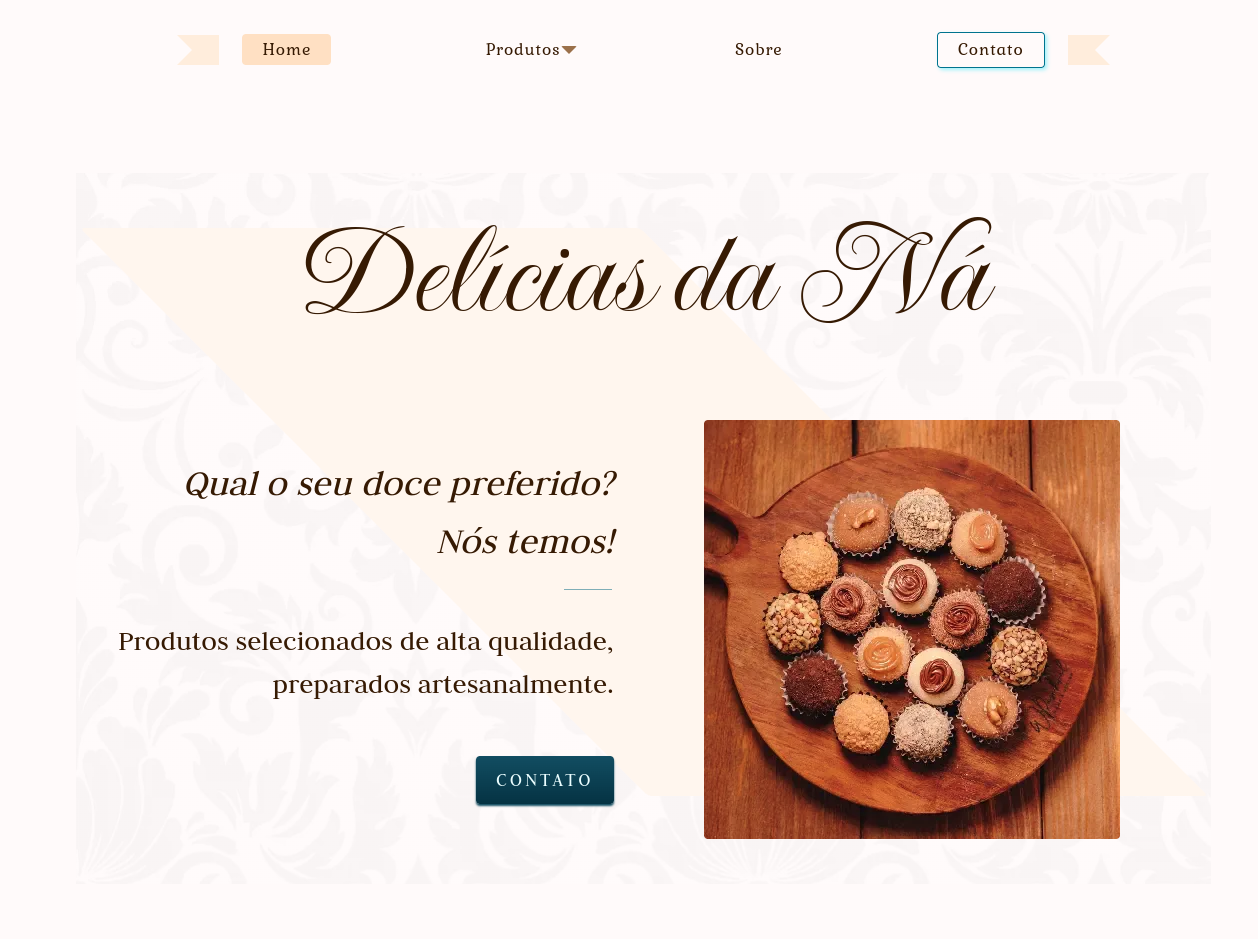 Home
Produtos
Sobre
Contato
Delícias da Ná
Qual o seu doce preferido?
Nós temos!
Produtos selecionados de alta qualidade,
preparados artesanalmente.
CONTATO